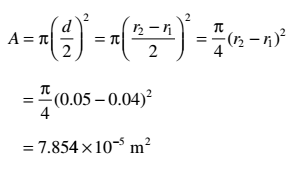 A = π(d/2)² = π((r₂ − r₁)/2)² = π/4 (r₂ − r₁)²
= π/4 (0.05 − 0.04)²
= 7.854 × 10⁻⁵ m²